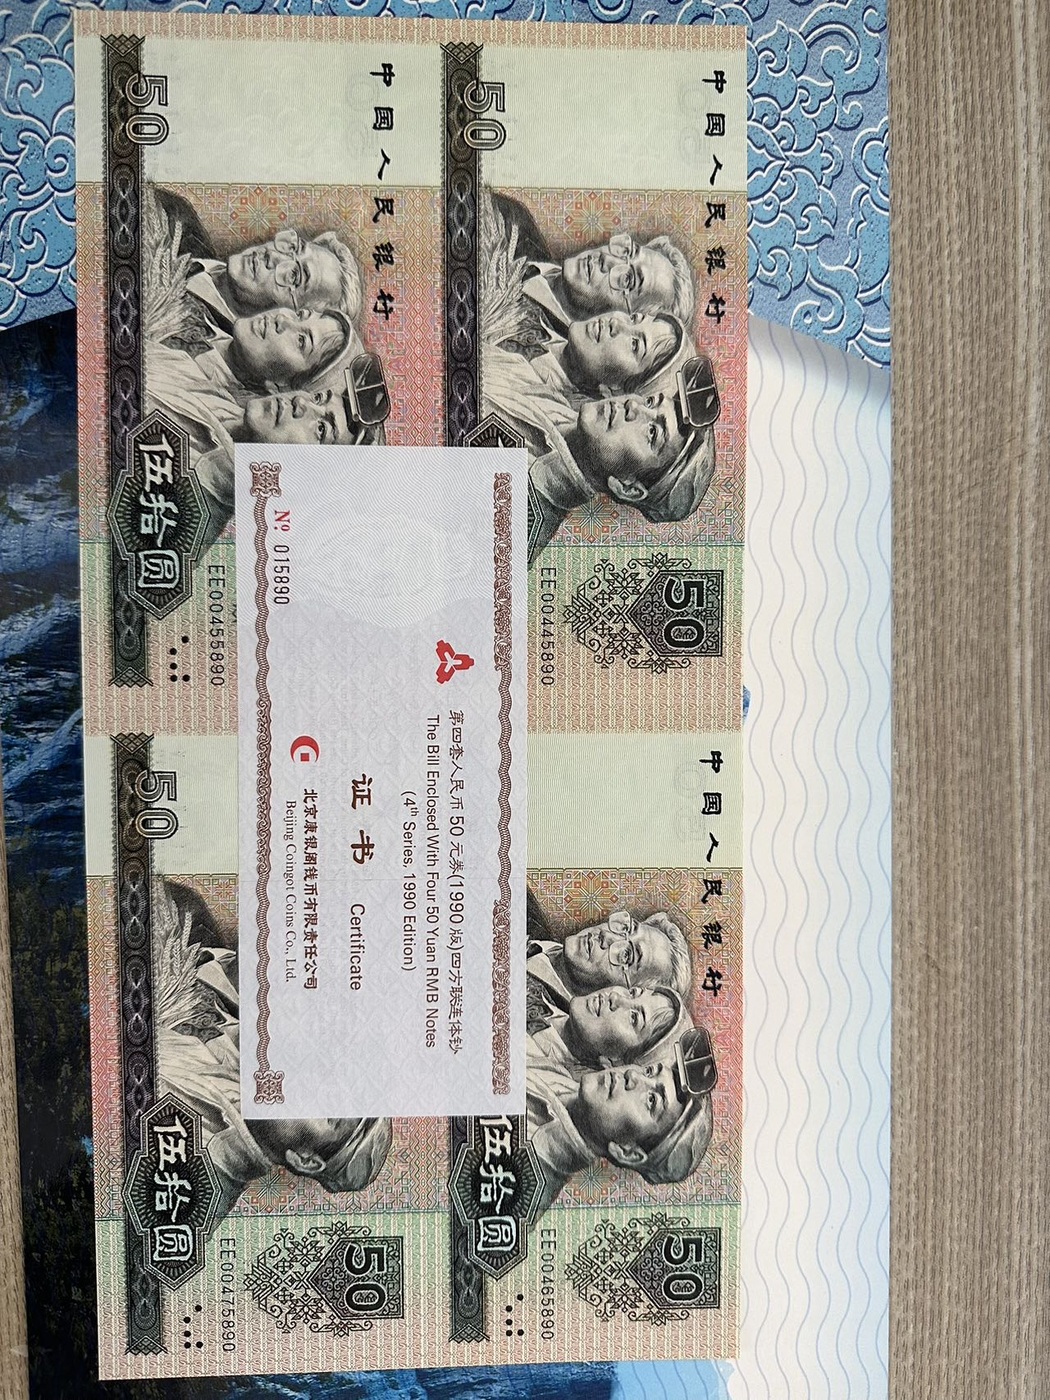 中国人民银行
50
EE00445890
50
中国人民银行
50
EE00465890
伍拾圆
第四套人民币50元券(1990版)四方联连体钞
The Bill Enclosed With Four 50 Yuan RMB Notes
(4th Series, 1990 Edition)
证书 Certificate
北京康银阁钱币有限责任公司
Beijing Coingot Coins Co., Ltd.
Nº 015890
中国人民银行
EE00455890
50
伍拾圆
50
EE00475890
50
伍拾圆